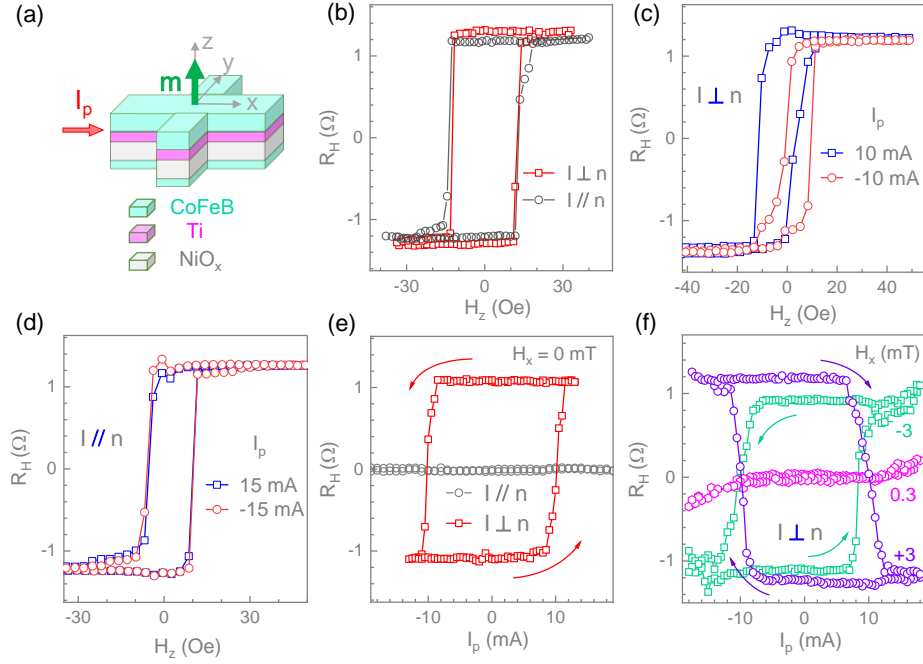 (a)
z
y
m
x
I_p
CoFeB
Ti
NiO_x
(b)
R_H (Ω)
1
0
-1
I ⊥ n
I // n
-30
0
30
H_z (Oe)
(c)
R_H (Ω)
1
0
-1
I ⊥ n
I_p
10 mA
-10 mA
-40
-20
0
20
40
H_z (Oe)
(d)
R_H (Ω)
1
0
-1
I // n
I_p
15 mA
-15 mA
-30
0
30
H_z (Oe)
(e)
H_x = 0 mT
R_H (Ω)
1
0
-1
I // n
I ⊥ n
-10
0
10
I_p (mA)
(f)
H_x (mT)
R_H (Ω)
1
0
-1
-3
0.3
I ⊥ n
+3
-10
0
10
I_p (mA)